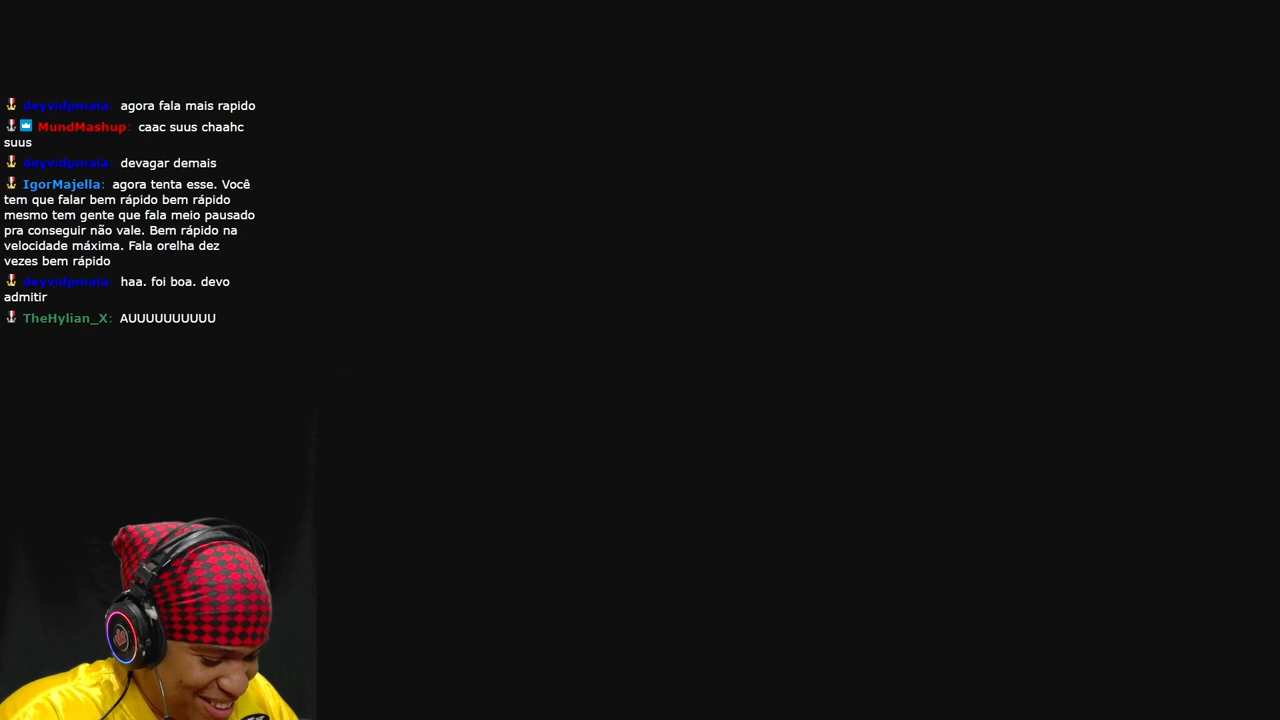 deyvidpmaia: agora fala mais rapido
MundMashup: caac suus chaahc
suus
deyvidpmaia: devagar demais
IgorMajella: agora tenta esse. Você
tem que falar bem rápido bem rápido
mesmo tem gente que fala meio pausado
pra conseguir não vale. Bem rápido na
velocidade máxima. Fala orelha dez
vezes bem rápido
deyvidpmaia: haa. foi boa. devo
admitir
TheHylian_X: AUUUUUUUUUU